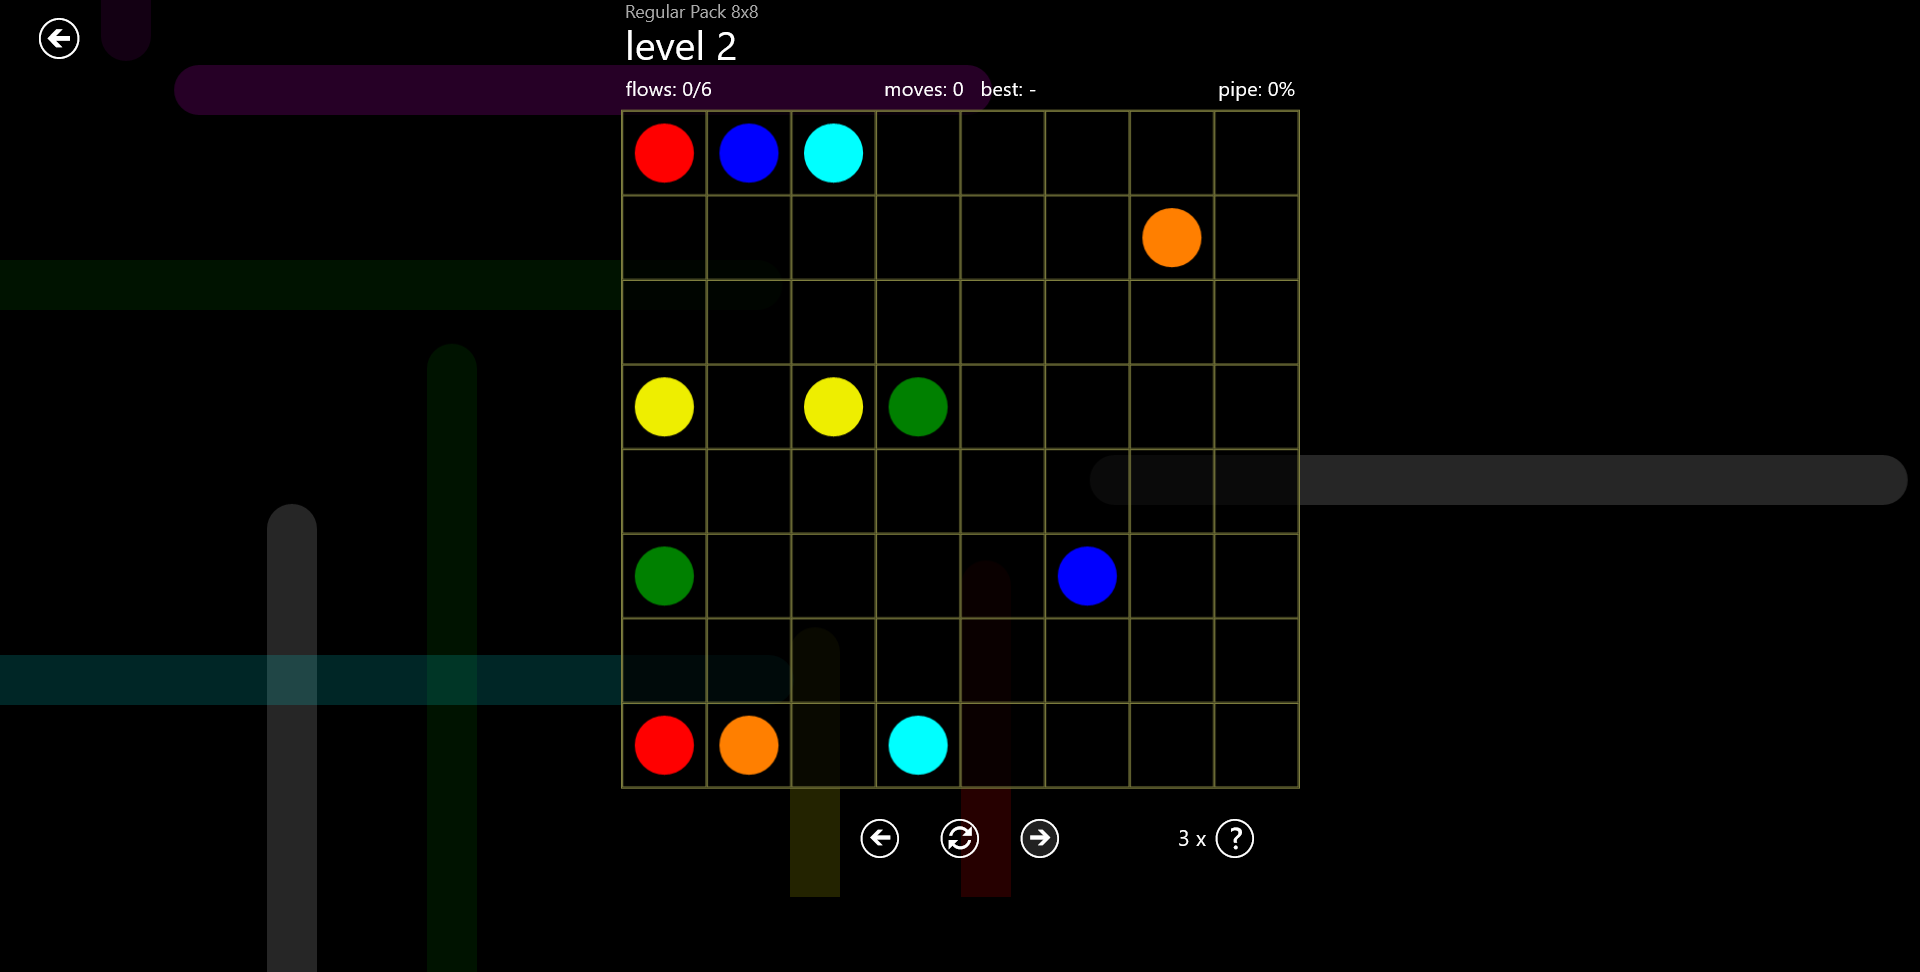 Regular Pack 8x8
level 2
flows: 0/6 moves: 0 best: - pipe: 0%
3 x ?